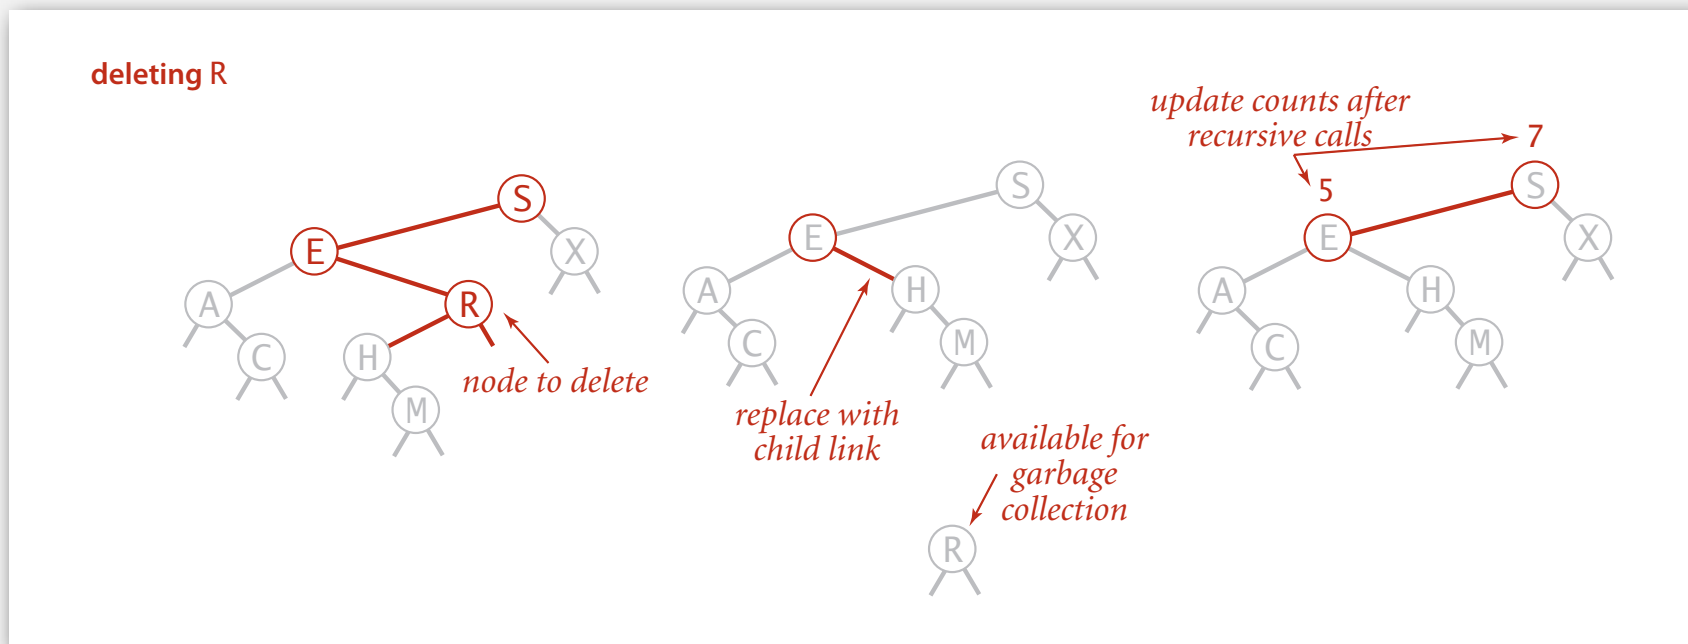 deleting R
S
E
X
A
R
C
H
M
node to delete
S
E
X
A
H
C
M
replace with
child link
available for
garbage
collection
R
update counts after
recursive calls
7
5
S
E
X
A
H
C
M